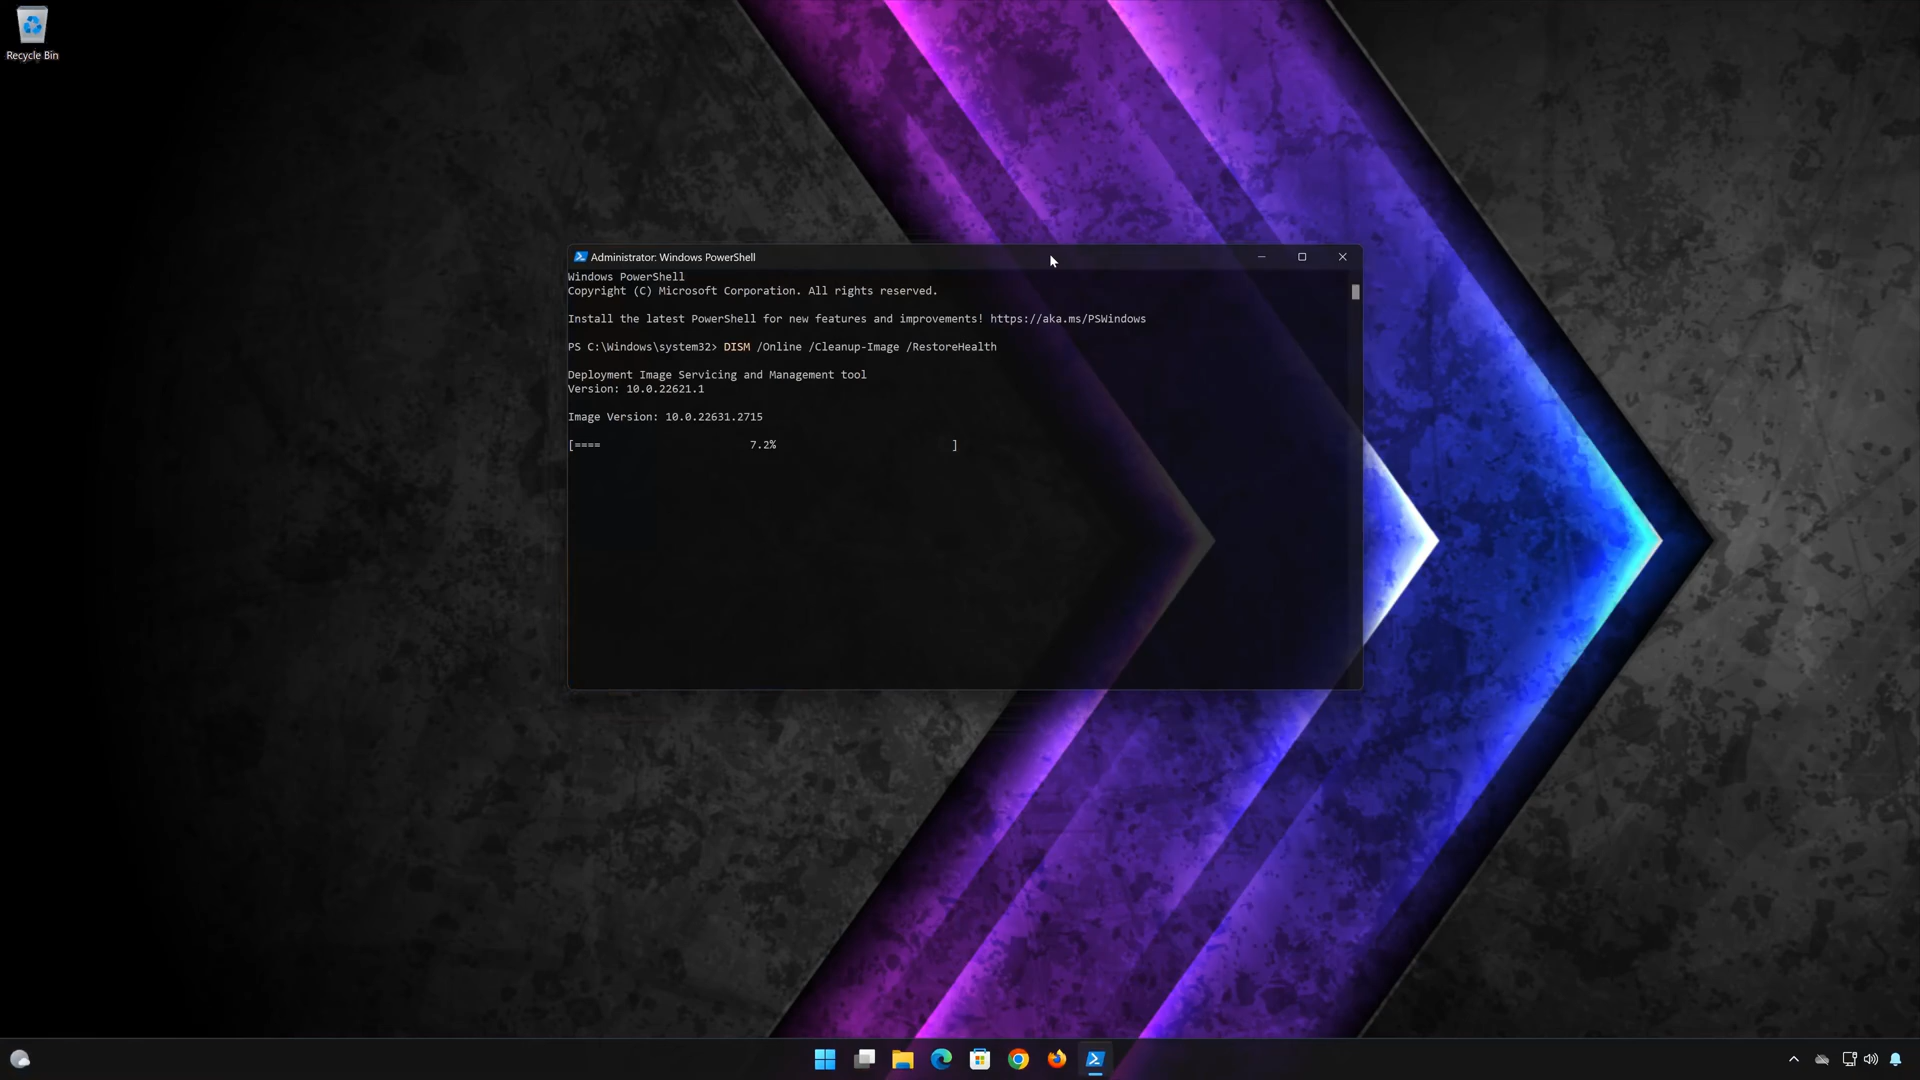 Recycle Bin
Administrator: Windows PowerShell
Windows PowerShell
Copyright (C) Microsoft Corporation. All rights reserved.
Install the latest PowerShell for new features and improvements! https://aka.ms/PSWindows
PS C:\Windows\system32> DISM /Online /Cleanup-Image /RestoreHealth
Deployment Image Servicing and Management tool
Version: 10.0.22621.1
Image Version: 10.0.22631.2715
[==== 7.2% ]